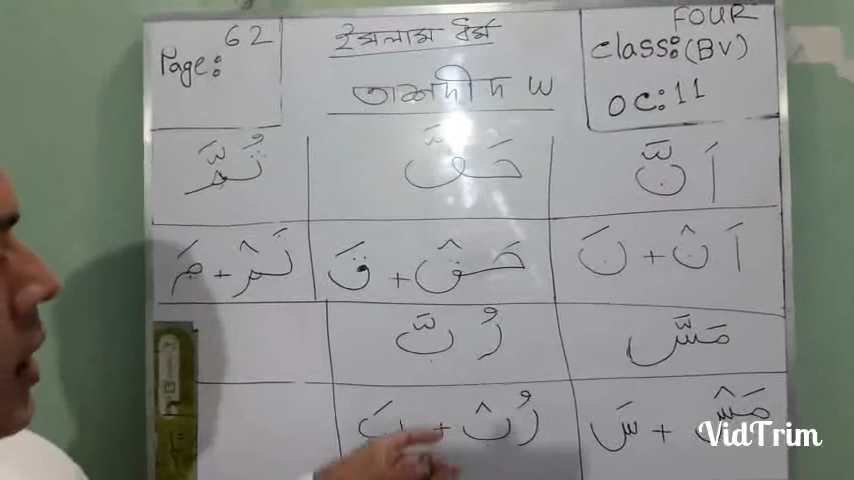 Page: 62
ইসলাম ধর্ম
তাশদীদ ّ
FOUR
class: (BV)
OC: 11
اَنَّ
حَقَّ
ثُمَّ
اَنْ + نَ
حَقْ + قَ
ثَمْ + مَ
مَسَّ
رُبَّ
مَسْ + سَ
رُبْ + بَ
VidTrim